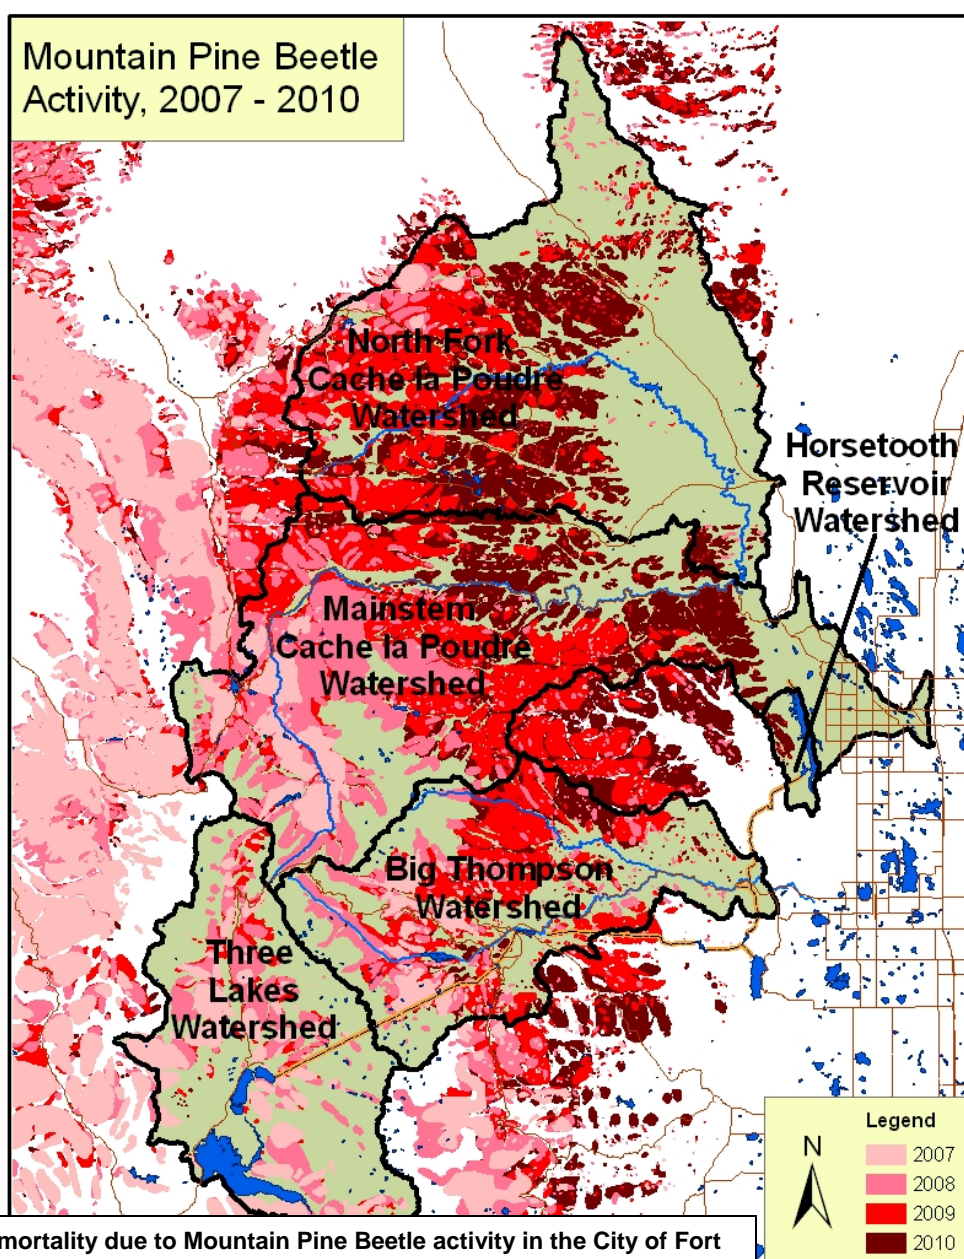 Mountain Pine Beetle
Activity, 2007 - 2010
North Fork
Cache la Poudre
Watershed
Horsetooth
Reservoir
Watershed
Mainstem
Cache la Poudre
Watershed
Big Thompson
Watershed
Three
Lakes
Watershed
N
Legend
2007
2008
2009
2010
mortality due to Mountain Pine Beetle activity in the City of Fort